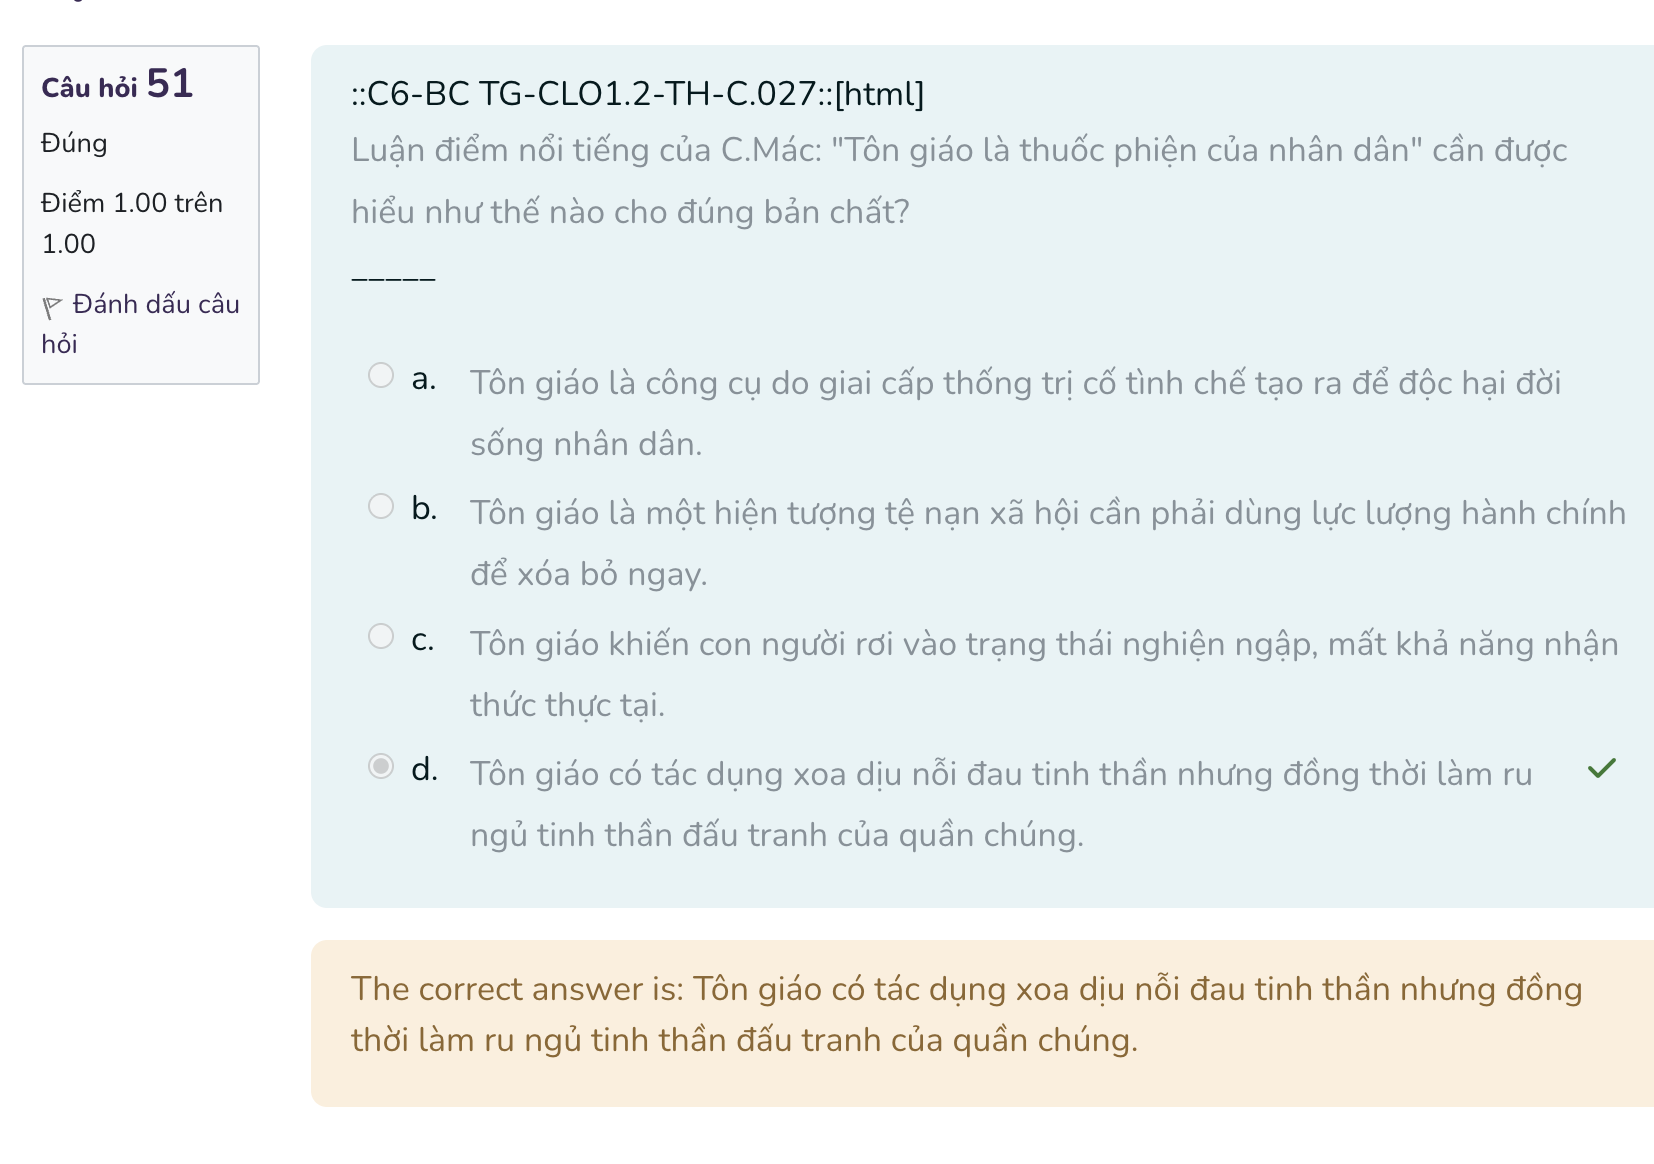 Câu hỏi 51
Đúng
Điểm 1.00 trên
1.00
Đánh dấu câu
hỏi
::C6-BC TG-CLO1.2-TH-C.027::[html]
Luận điểm nổi tiếng của C.Mác: "Tôn giáo là thuốc phiện của nhân dân" cần được
hiểu như thế nào cho đúng bản chất?
_____
a. Tôn giáo là công cụ do giai cấp thống trị cố tình chế tạo ra để độc hại đời
sống nhân dân.
b. Tôn giáo là một hiện tượng tệ nạn xã hội cần phải dùng lực lượng hành chính
để xóa bỏ ngay.
c. Tôn giáo khiến con người rơi vào trạng thái nghiện ngập, mất khả năng nhận
thức thực tại.
d. Tôn giáo có tác dụng xoa dịu nỗi đau tinh thần nhưng đồng thời làm ru
ngủ tinh thần đấu tranh của quần chúng.
The correct answer is: Tôn giáo có tác dụng xoa dịu nỗi đau tinh thần nhưng đồng
thời làm ru ngủ tinh thần đấu tranh của quần chúng.